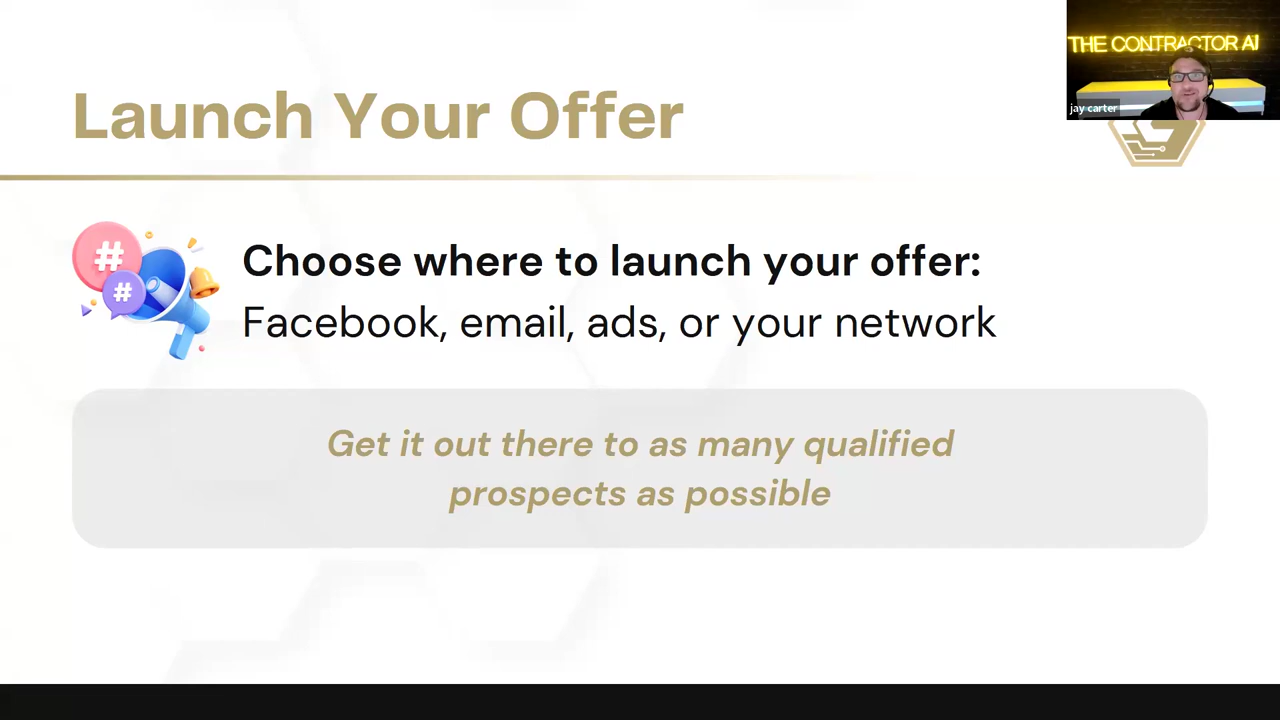 THE CONTRACTOR AI
jay carter
Launch Your Offer
#
#
Choose where to launch your offer:
Facebook, email, ads, or your network
Get it out there to as many qualified
prospects as possible